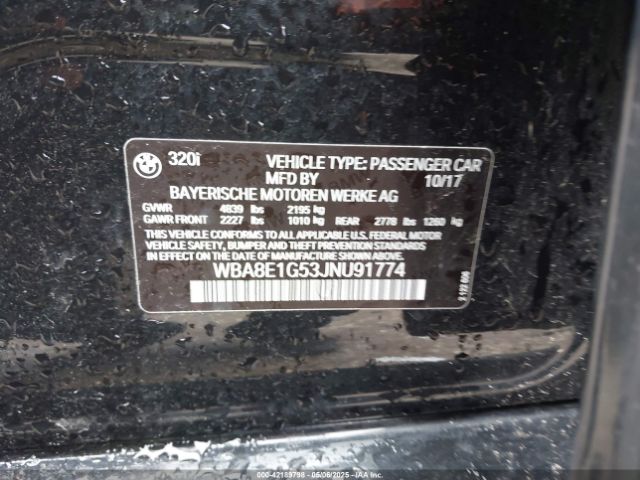 320i VEHICLE TYPE: PASSENGER CAR
MFD BY 10/17
BAYERISCHE MOTOREN WERKE AG
GVWR 4839 lbs 2195 kg
GAWR FRONT 2227 lbs 1010 kg REAR 2778 lbs 1260 kg
THIS VEHICLE CONFORMS TO ALL APPLICABLE U.S. FEDERAL MOTOR
VEHICLE SAFETY, BUMPER, AND THEFT PREVENTION STANDARDS
IN EFFECT ON THE DATE OF MANUFACTURE SHOWN ABOVE.
WBA8E1G53JNU91774
000-42189798 - 05/06/2025 - IAA Inc.